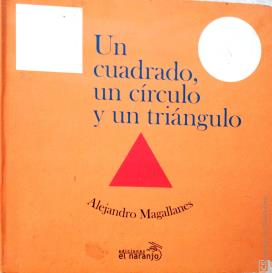 Un
cuadrado,
un círculo
y un triángulo
Alejandro Magallanes
ediciones
el naranjo